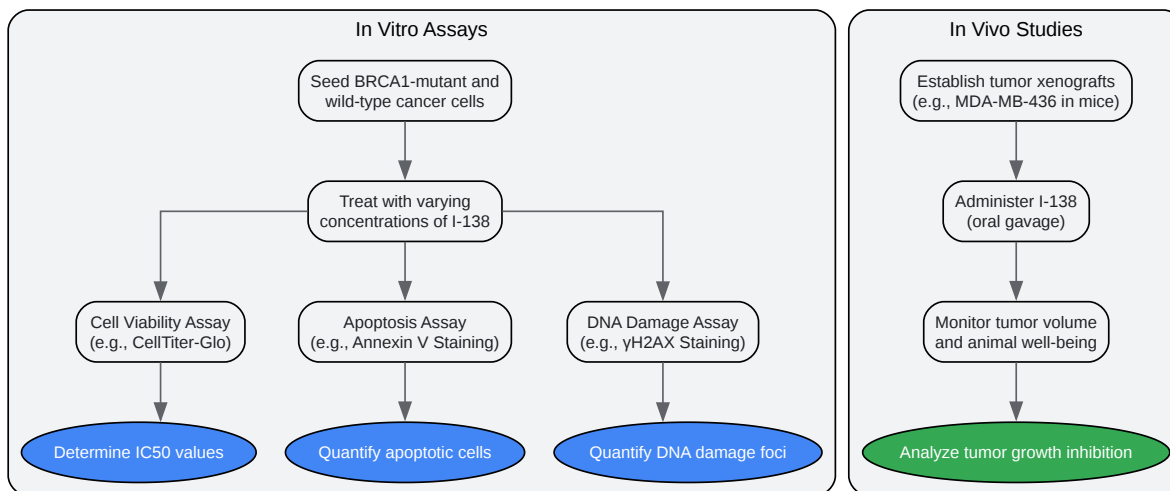 In Vitro Assays
Seed BRCA1-mutant and
wild-type cancer cells
Treat with varying
concentrations of I-138
Cell Viability Assay
(e.g., CellTiter-Glo)
Apoptosis Assay
(e.g., Annexin V Staining)
DNA Damage Assay
(e.g., γH2AX Staining)
Determine IC50 values
Quantify apoptotic cells
Quantify DNA damage foci
In Vivo Studies
Establish tumor xenografts
(e.g., MDA-MB-436 in mice)
Administer I-138
(oral gavage)
Monitor tumor volume
and animal well-being
Analyze tumor growth inhibition